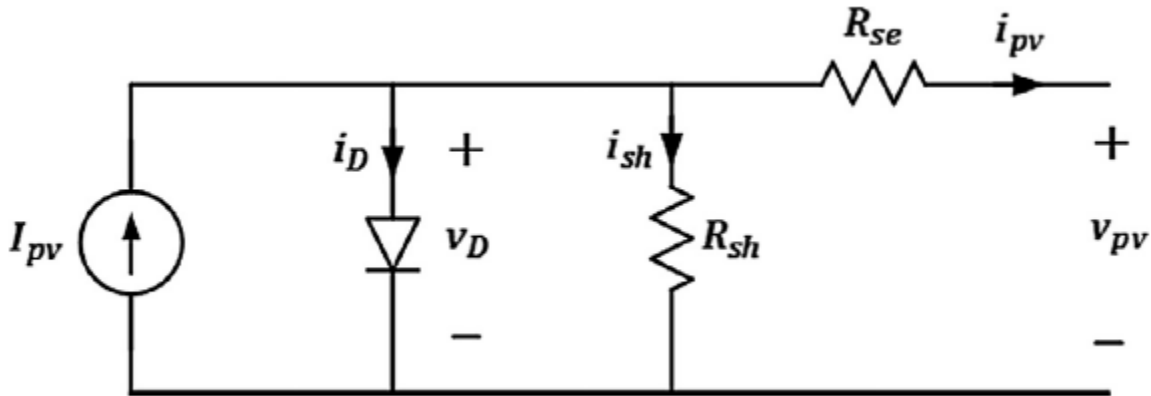 R_se i_pv
i_D + i_sh +
I_pv v_D R_sh v_pv
− −